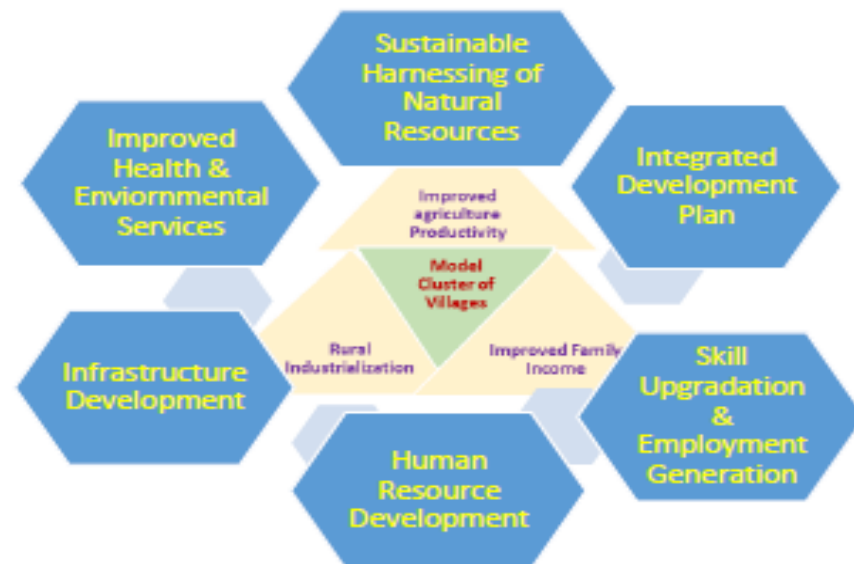 Sustainable
Harnessing of
Natural
Resources
Improved
Health &
Enviornmental
Services
Integrated
Development
Plan
Improved
agriculture
Productivity
Model
Cluster of
Villages
Rural
Industrialization
Improved Family
Income
Infrastructure
Development
Skill
Upgradation
&
Employment
Generation
Human
Resource
Development